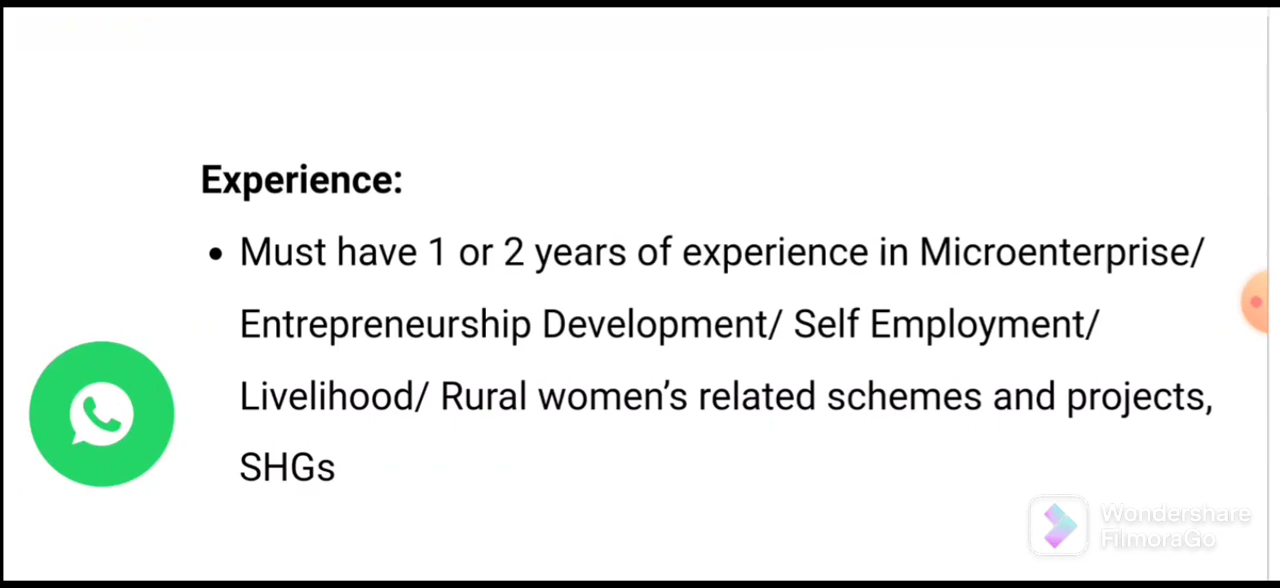 Experience:
• Must have 1 or 2 years of experience in Microenterprise/
Entrepreneurship Development/ Self Employment/
Livelihood/ Rural women’s related schemes and projects,
SHGs
Wondershare
FilmoraGo